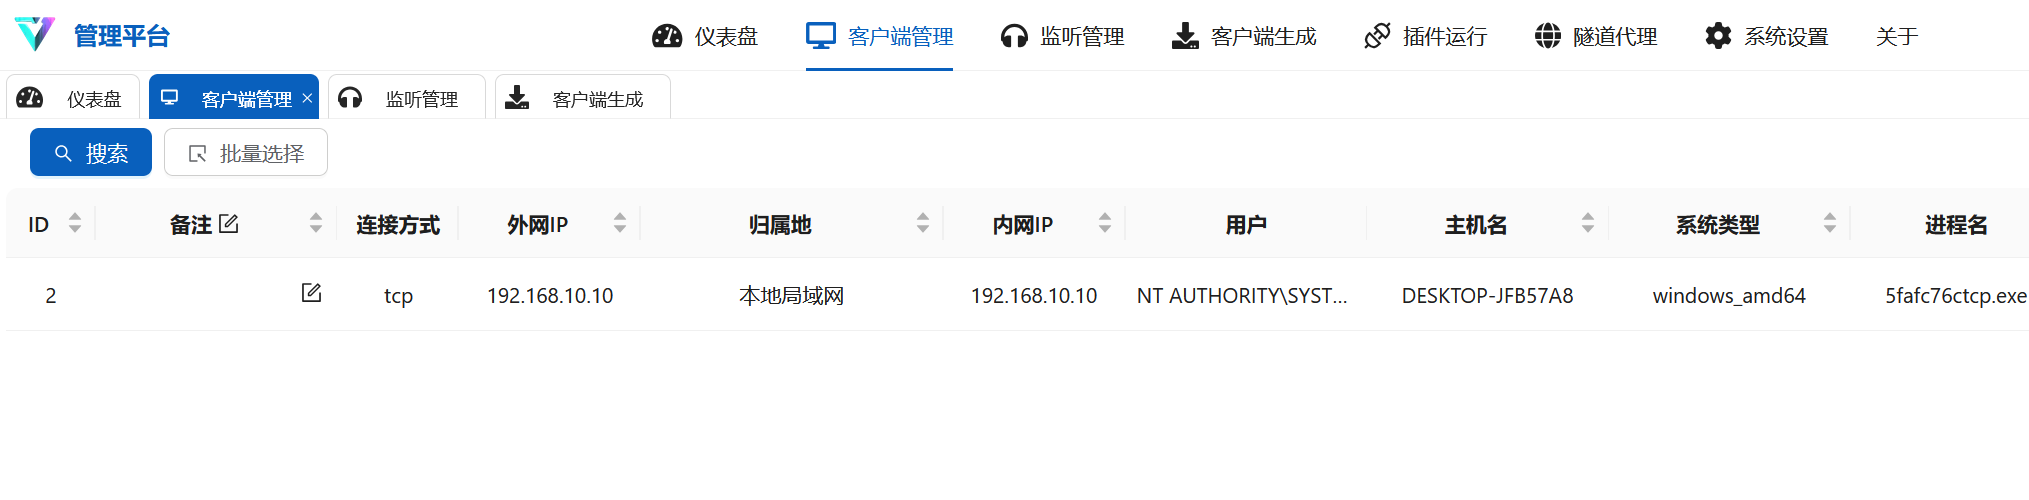 管理平台 仪表盘 客户端管理 监听管理 客户端生成 插件运行 隧道代理 系统设置 关于
仪表盘 客户端管理 × 监听管理 客户端生成
搜索 批量选择
ID 备注 连接方式 外网IP 归属地 内网IP 用户 主机名 系统类型 进程名
2 tcp 192.168.10.10 本地局域网 192.168.10.10 NT AUTHORITY\SYST... DESKTOP-JFB57A8 windows_amd64 5fafc76ctcp.exe